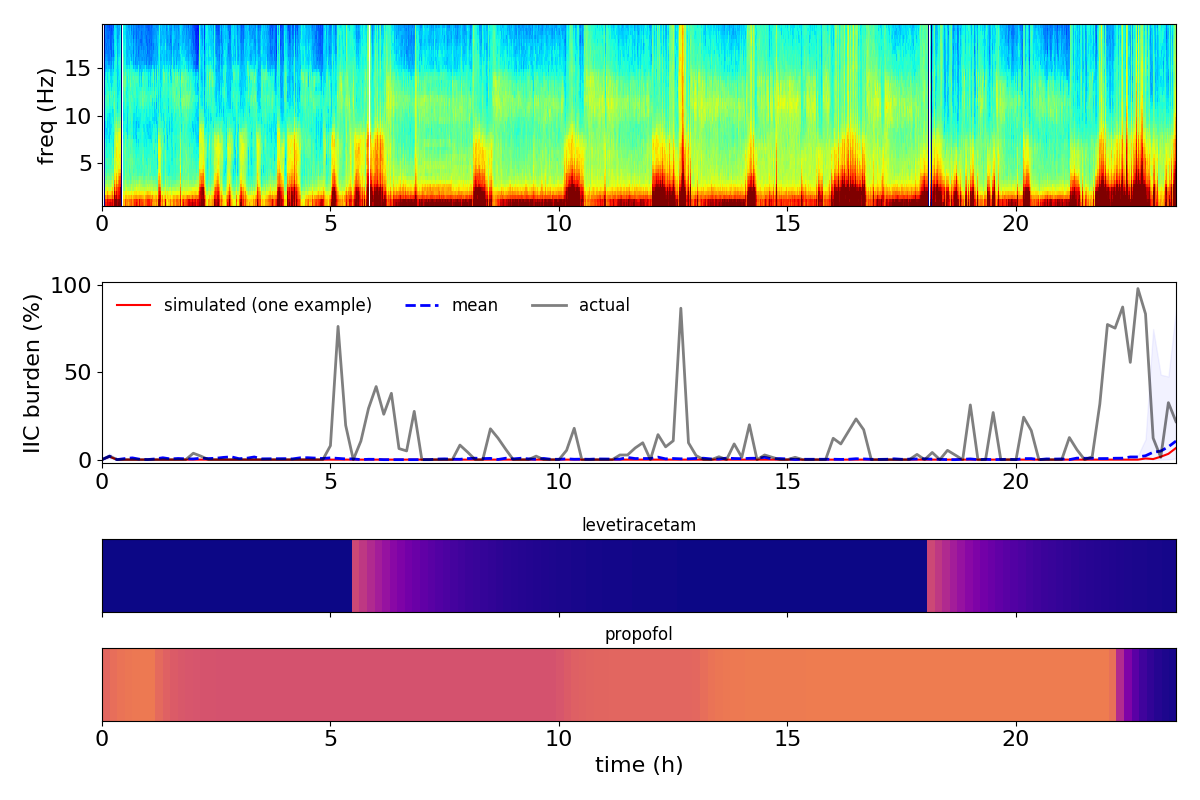 freq (Hz)
15
10
5
0 5 10 15 20
IIC burden (%)
100
50
0
simulated (one example) mean actual
0 5 10 15 20
levetiracetam
propofol
0 5 10 15 20
time (h)